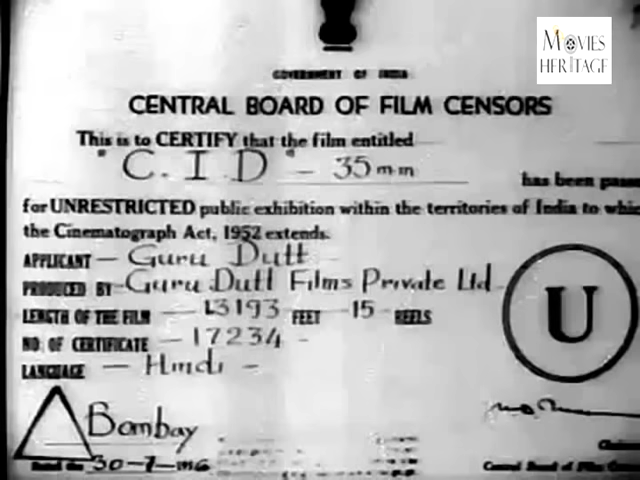 MOVIES
HERITAGE
GOVERNMENT OF INDIA
CENTRAL BOARD OF FILM CENSORS
This is to CERTIFY that the film entitled
"C.I D" - 35mm
has been
for UNRESTRICTED public exhibition within the territories of India to
the Cinematograph Act, 1952 extends.
APPLICANT - Guru Dutt
PRODUCED BY - Guru Dutt Films Private Ltd
LENGTH OF THE FILM - 13193 FEET - 15 REELS
NO. OF CERTIFICATE - 17234 -
LANGUAGE - Hindi -
U
Bombay
Central Board of Film